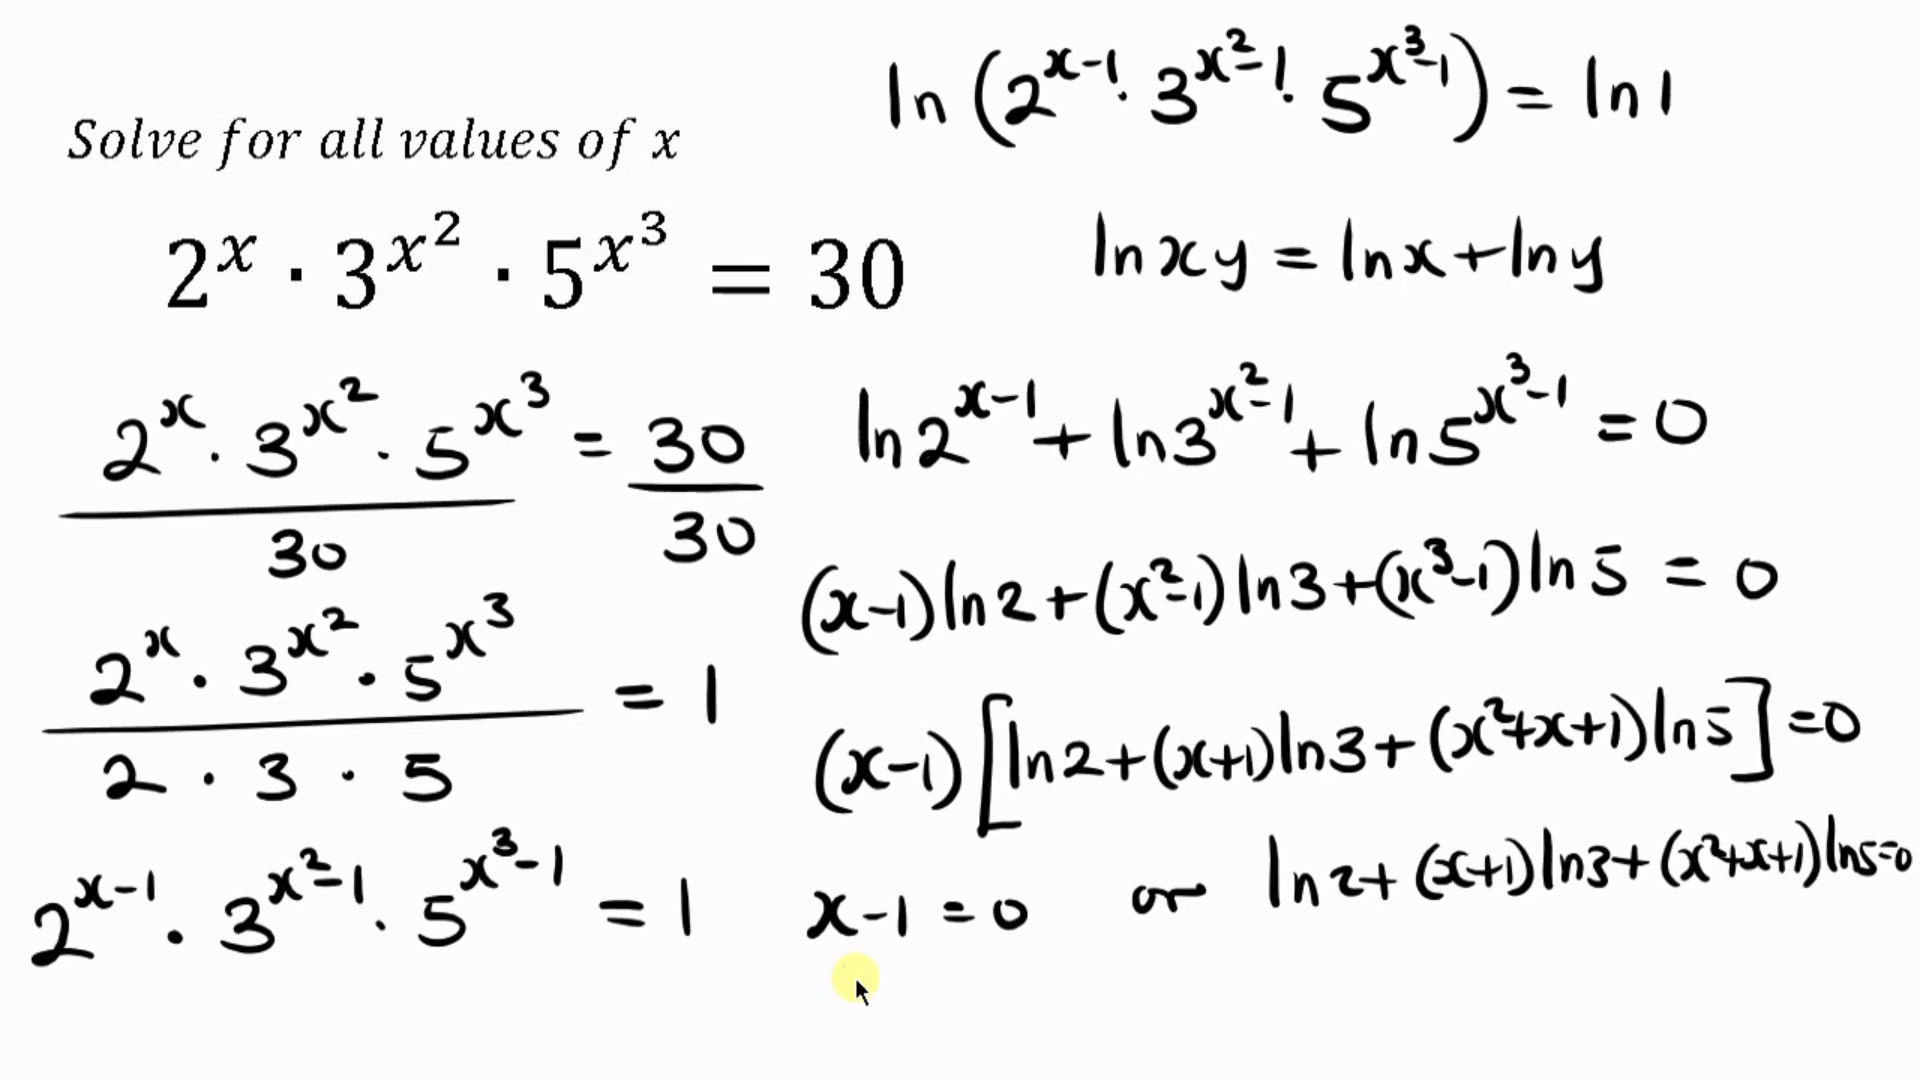 Solve for all values of x
2^x · 3^{x^2} · 5^{x^3} = 30
\frac{2^x · 3^{x^2} · 5^{x^3}}{30} = \frac{30}{30}
\frac{2^x · 3^{x^2} · 5^{x^3}}{2 · 3 · 5} = 1
2^{x-1} · 3^{x^2-1} · 5^{x^3-1} = 1
ln (2^{x-1} · 3^{x^2-1} · 5^{x^3-1}) = ln 1
ln xy = ln x + ln y
ln 2^{x-1} + ln 3^{x^2-1} + ln 5^{x^3-1} = 0
(x-1) ln 2 + (x^2-1) ln 3 + (x^3-1) ln 5 = 0
(x-1) [ln 2 + (x+1) ln 3 + (x^2+x+1) ln 5] = 0
x-1 = 0 or ln 2 + (x+1) ln 3 + (x^2+x+1) ln 5 = 0